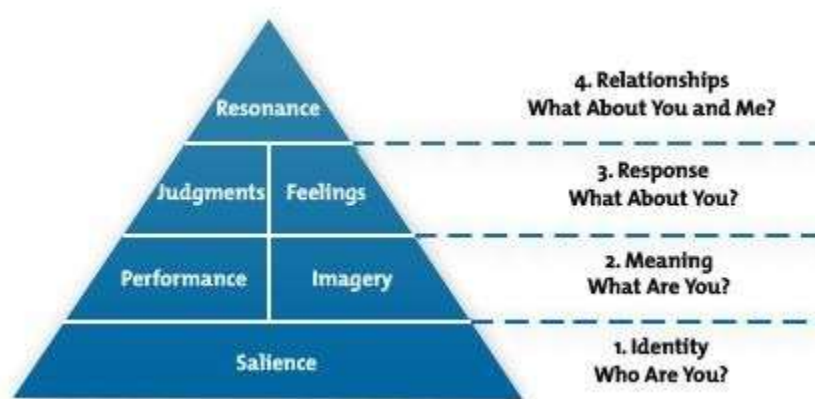 Resonance
4. Relationships
What About You and Me?
Judgments
Feelings
3. Response
What About You?
Performance
Imagery
2. Meaning
What Are You?
Salience
1. Identity
Who Are You?